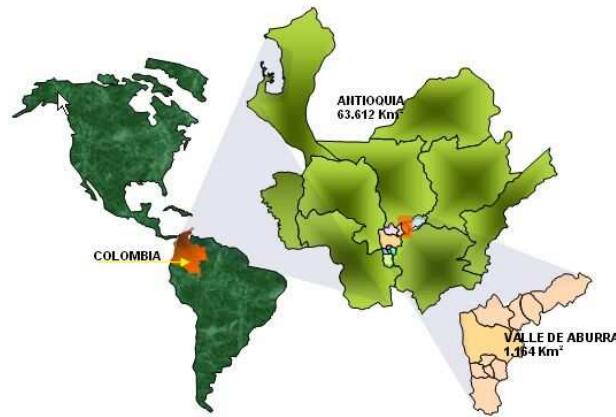 ANTIOQUIA
63.612 Km²
COLOMBIA
VALLE DE ABURRA
1.164 Km²